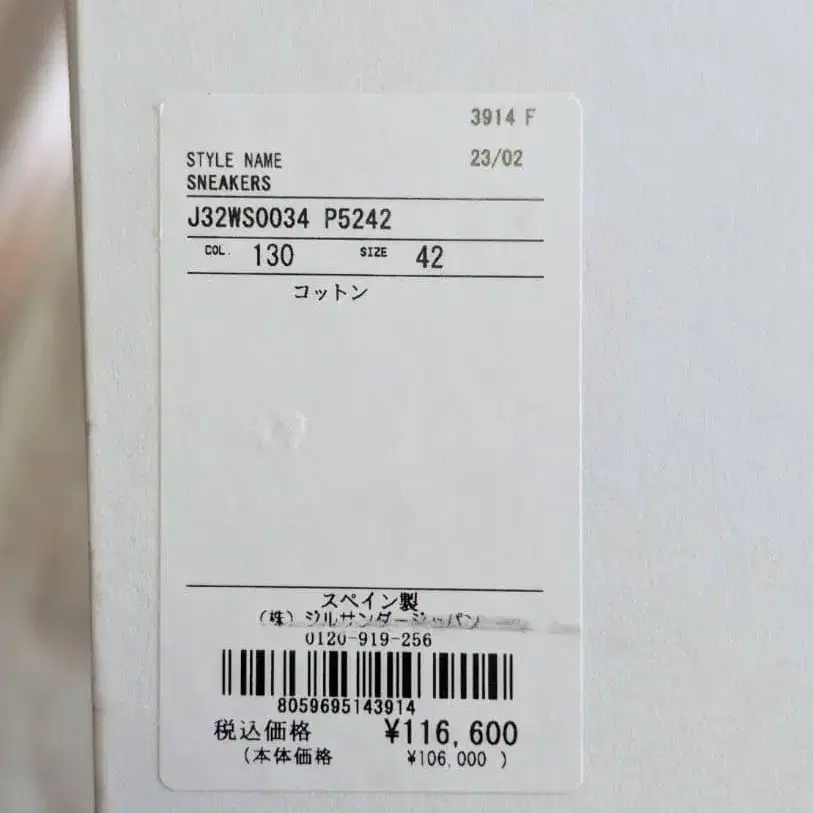 3914 F
STYLE NAME 23/02
SNEAKERS
J32WS0034 P5242
COL. 130 SIZE 42
コットン
スペイン製
(株) ジルサンダージャパン
0120-919-256
8059695143914
税込価格 ¥116,600
(本体価格 ¥106,000 )